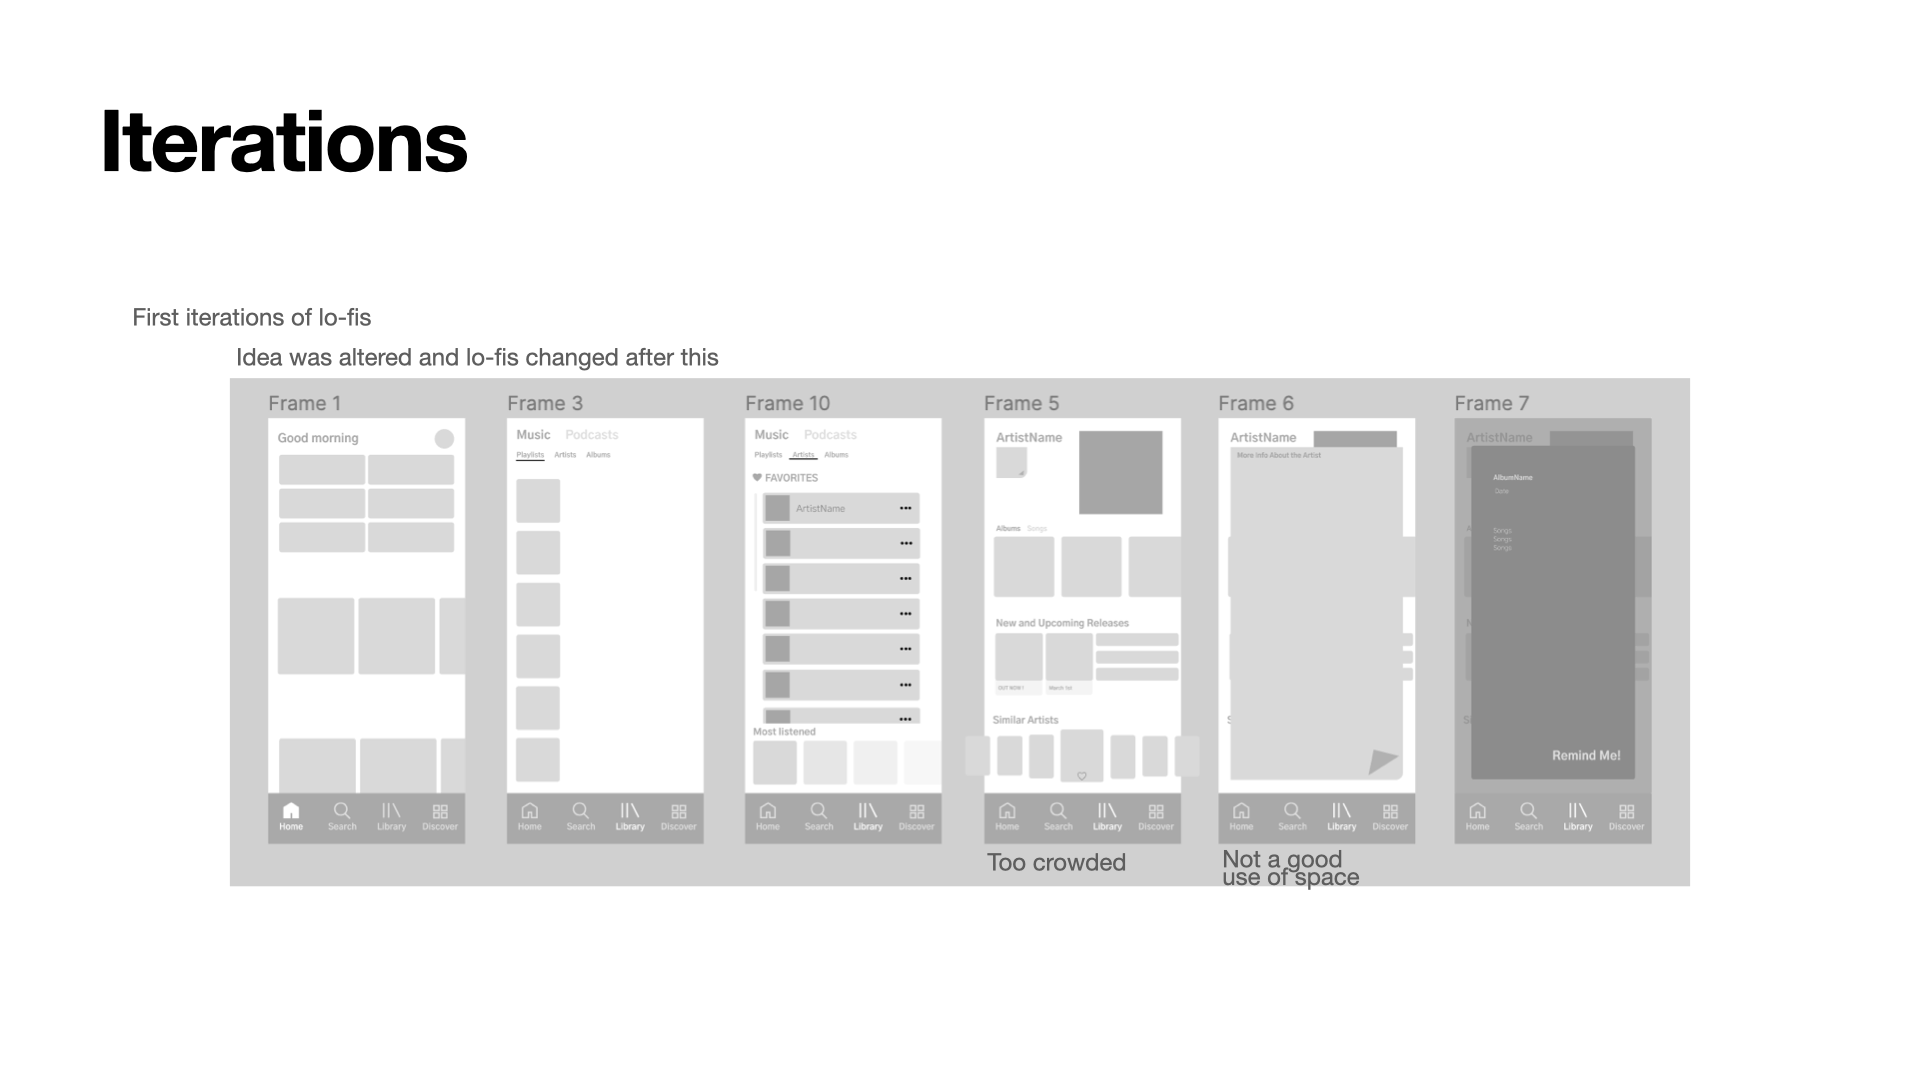 Iterations
First iterations of lo-fis
Idea was altered and lo-fis changed after this
Frame 1
Good morning
Home Search Library Discover
Frame 3
Music Podcasts
Playlists Artists Albums
Home Search Library Discover
Frame 10
Music Podcasts
Playlists Artists Albums
FAVORITES
ArtistName
Most listened
Home Search Library Discover
Frame 5
ArtistName
Albums Songs
New and Upcoming Releases
OUT NOW! March 1st
Similar Artists
Home Search Library Discover
Too crowded
Frame 6
ArtistName
More Info About the Artist
S
Home Search Library Discover
Not a good
use of space
Frame 7
ArtistName
AlbumName
Date
Songs
Songs
Songs
Remind Me!
Home Search Library Discover